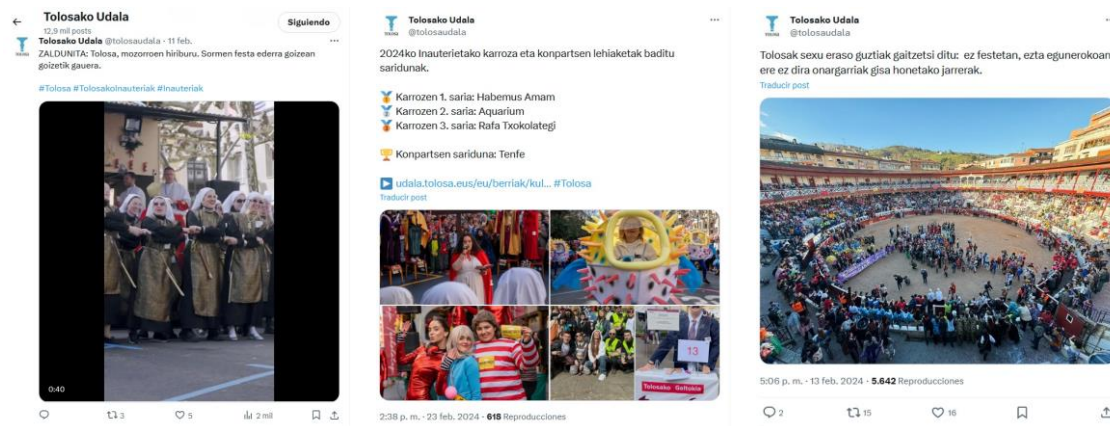 Tolosako Udala
12,9 mil posts
Siguiendo
Tolosako Udala @tolosaudala · 11 feb.
ZALDUNITA: Tolosa, mozorroen hiriburu. Sormen festa ederra goizean
goizetik gauera.
#Tolosa #TolosakoInauteriak #Inauteriak
0:40
3
5
2 mil
Tolosako Udala
@tolosaudala
2024ko Inauterietako karroza eta konpartsen lehiaketak baditu
saridunak.
Karrozen 1. saria: Habemus Amam
Karrozen 2. saria: Aquarium
Karrozen 3. saria: Rafa Txokolategi
Konpartsen sariduna: Tenfe
udala.tolosa.eus/eu/berriak/kul... #Tolosa
Traducir post
13
Tolosako Galtokiz
2:38 p. m. · 23 feb. 2024 · 618 Reproducciones
Tolosako Udala
@tolosaudala
Tolosak sexu eraso guztiak gaitzetsi ditu: ez festetan, ezta egunerokoan
ere ez dira onargarriak gisa honetako jarrerak.
Traducir post
5:06 p. m. · 13 feb. 2024 · 5.642 Reproducciones
2
15
16